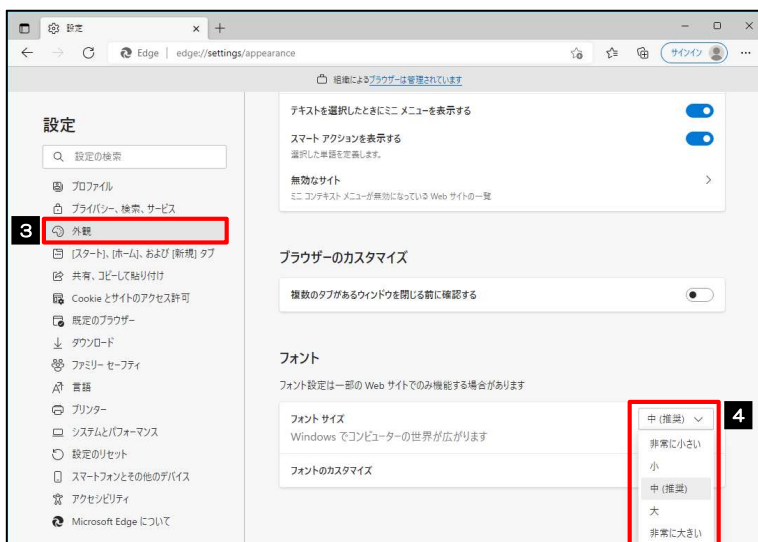 設定
Edge | edge://settings/appearance
サインイン
組織によるブラウザーは管理されています
設定
設定の検索
プロファイル
プライバシー、検索、サービス
3
外観
[スタート]、[ホーム]、および [新規] タブ
共有、コピーして貼り付け
Cookie とサイトのアクセス許可
既定のブラウザー
ダウンロード
ファミリー セーフティ
言語
プリンター
システムとパフォーマンス
設定のリセット
スマートフォンとその他のデバイス
アクセシビリティ
Microsoft Edge について
テキストを選択したときにミニ メニューを表示する
スマート アクションを表示する
選択した単語を定義します。
無効なサイト
ミニ コンテキスト メニューが無効になっている Web サイトの一覧
ブラウザーのカスタマイズ
複数のタブがあるウィンドウを閉じる前に確認する
フォント
フォント設定は一部の Web サイトでのみ機能する場合があります
フォント サイズ
Windows でコンピューターの世界が広がります
フォントのカスタマイズ
中 (推奨)
4
非常に小さい
小
中 (推奨)
大
非常に大きい